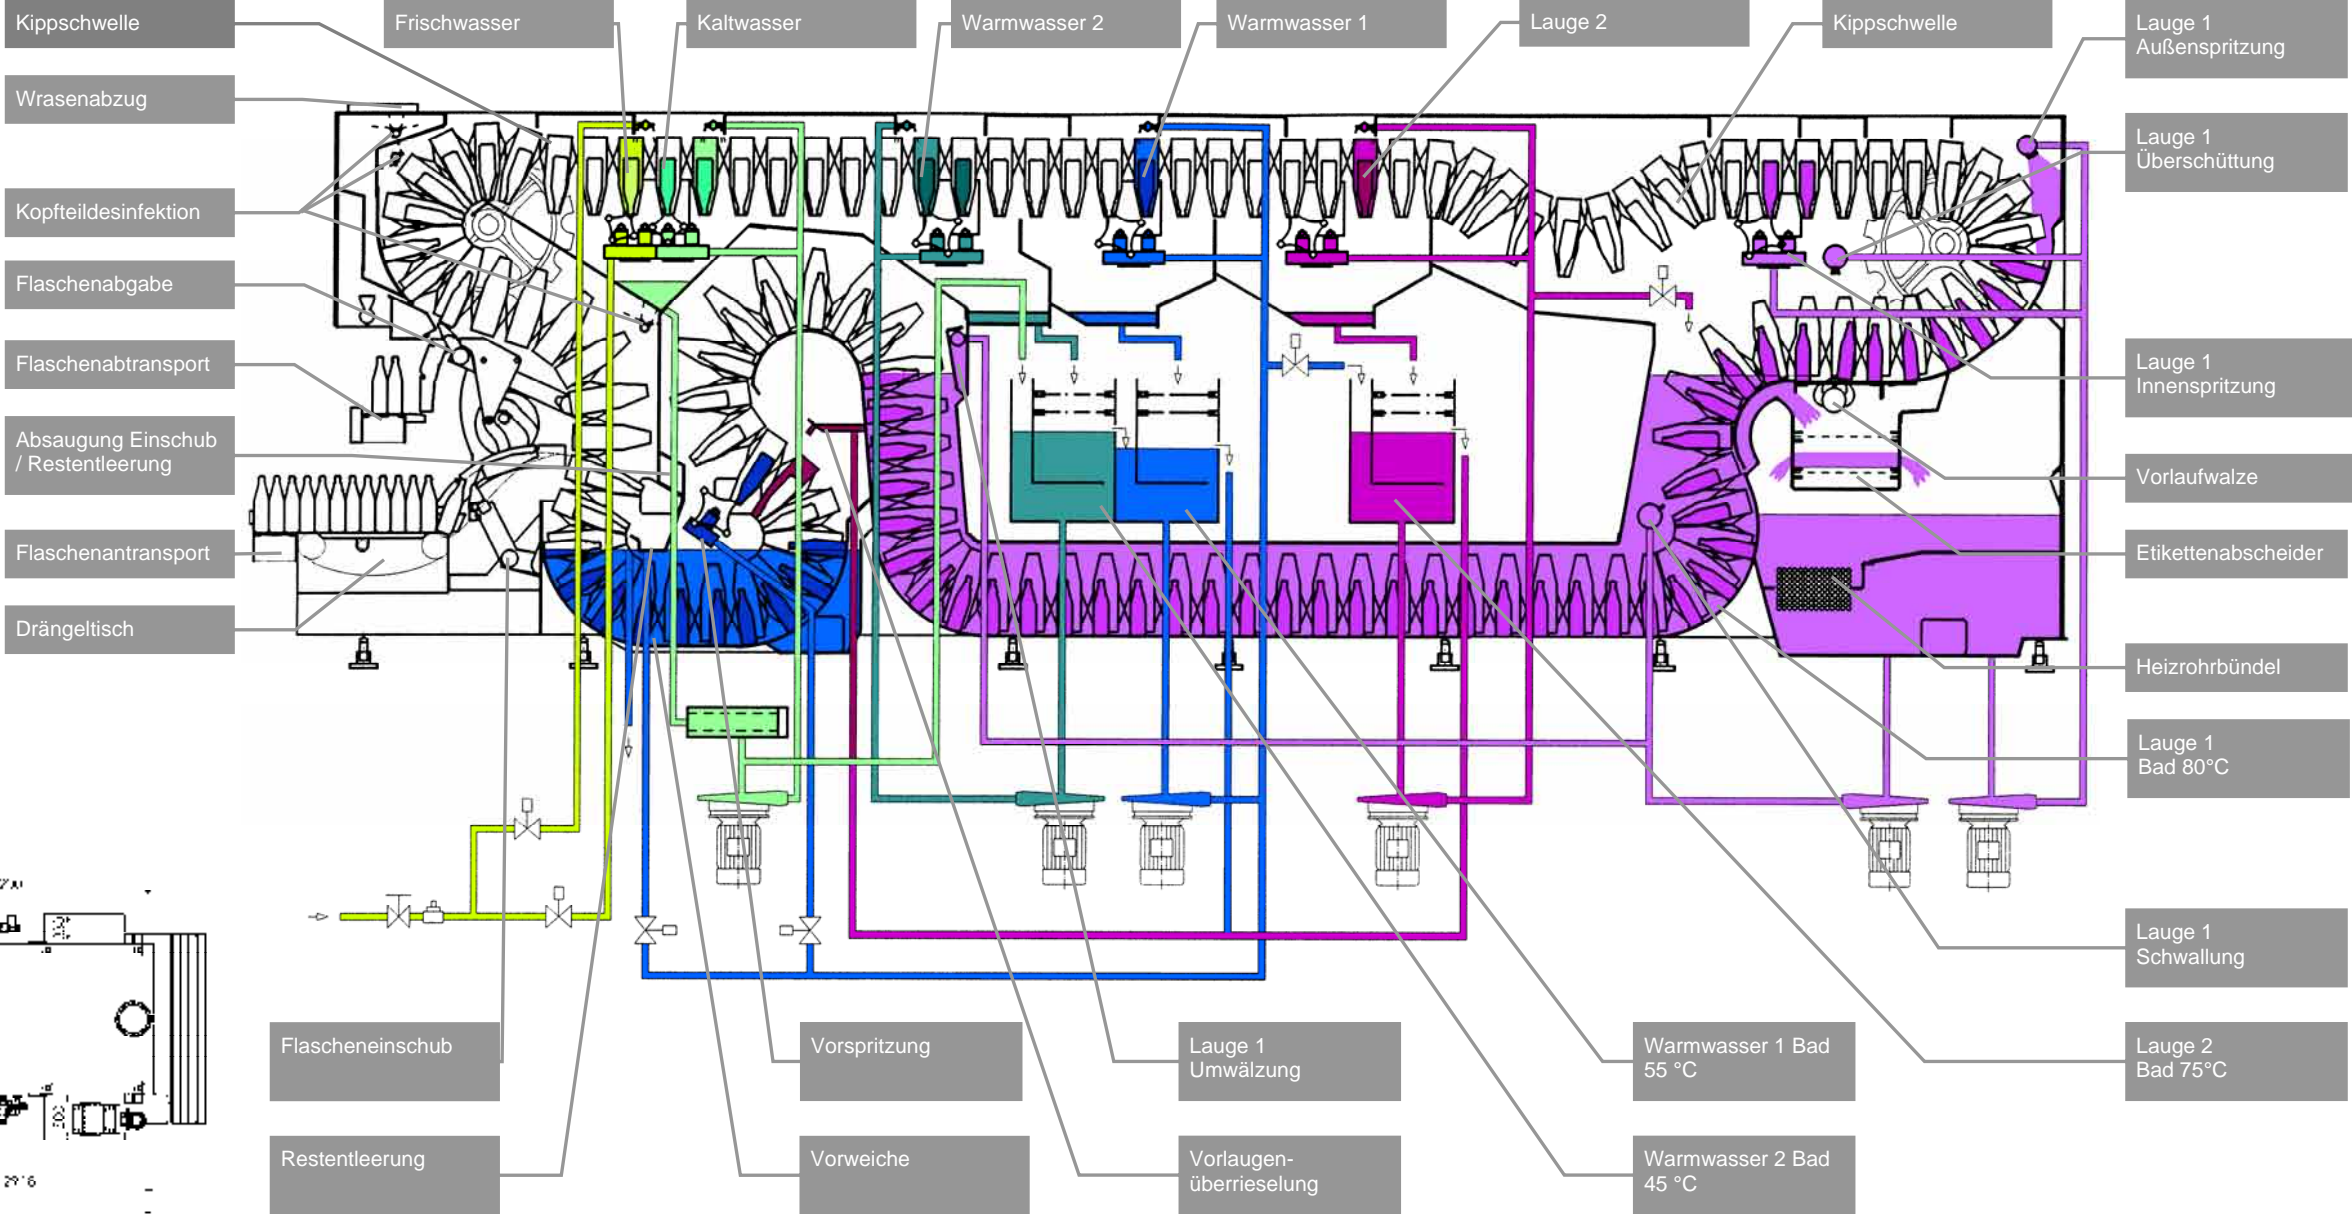 Kippschwelle
Frischwasser
Kaltwasser
Warmwasser 2
Warmwasser 1
Lauge 2
Kippschwelle
Lauge 1
Außenspritzung
Wrasenabzug
Lauge 1
Überschüttung
Kopfteildesinfektion
Flaschenabgabe
Flaschenabtransport
Lauge 1
Innenspritzung
Absaugung Einschub
/ Restentleerung
Vorlaufwalze
Flaschenantransport
Etikettenabscheider
Drängeltisch
Heizrohrbündel
Lauge 1
Bad 80°C
Lauge 1
Schwallung
Flascheneinschub
Vorspritzung
Lauge 1
Umwälzung
Warmwasser 1 Bad
55 °C
Lauge 2
Bad 75°C
Restentleerung
Vorweiche
Vorlaugen-
überrieselung
Warmwasser 2 Bad
45 °C